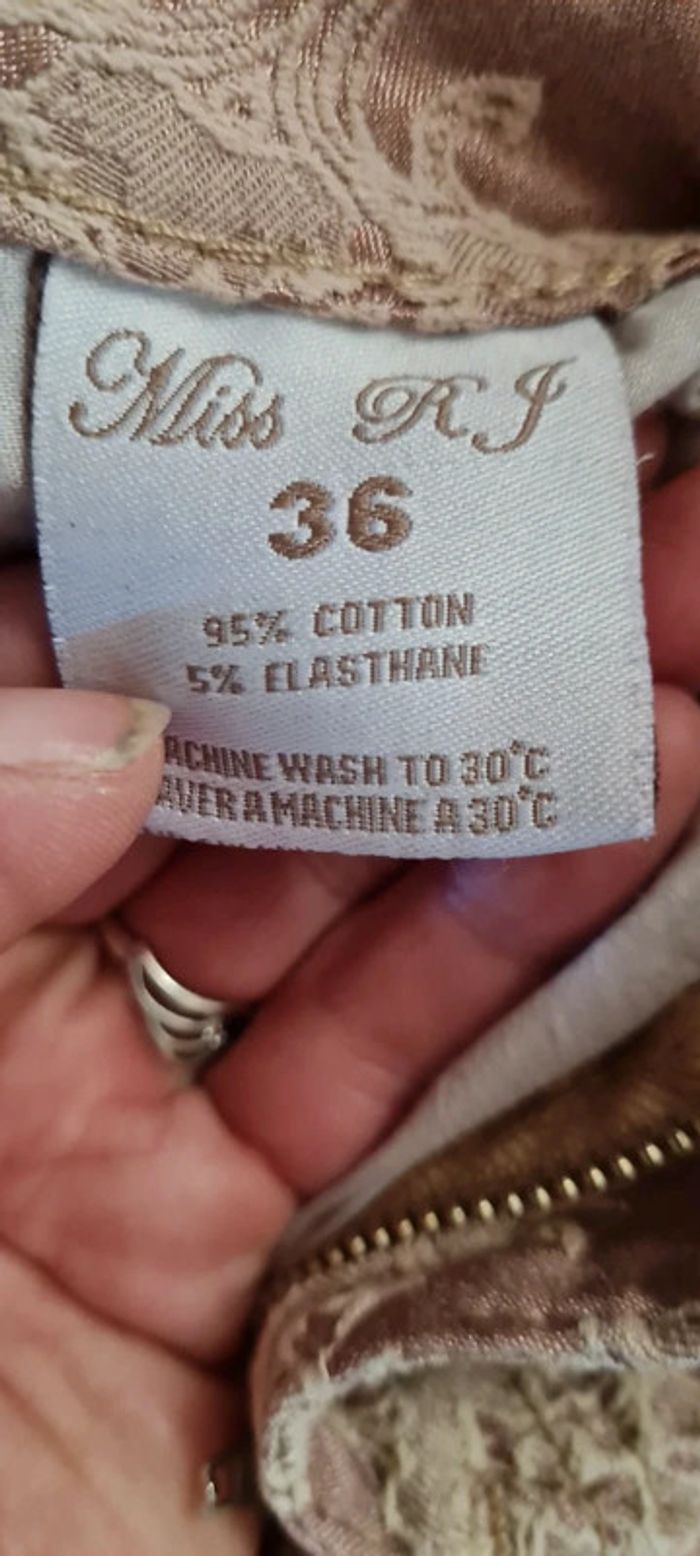 Miss RJ
36
95% COTTON
5% ELASTHANE
ACHINE WASH TO 30°C
AVER A MACHINE A 30°C